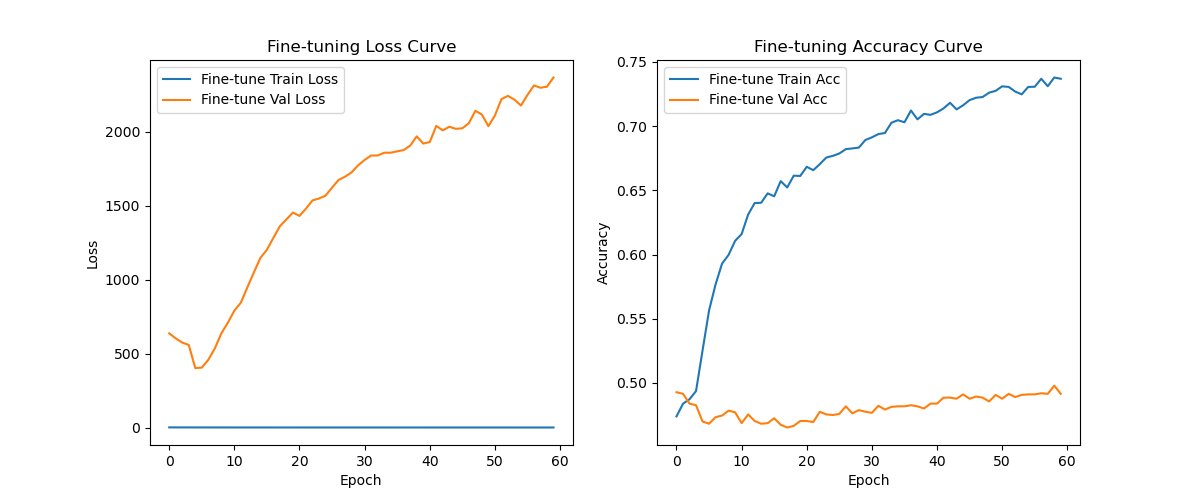 Fine-tuning Loss Curve
Fine-tune Train Loss
Fine-tune Val Loss
2000
1500
1000
500
0
Loss
0 10 20 30 40 50 60
Epoch
Fine-tuning Accuracy Curve
Fine-tune Train Acc
Fine-tune Val Acc
0.75
0.70
0.65
0.60
0.55
0.50
Accuracy
0 10 20 30 40 50 60
Epoch